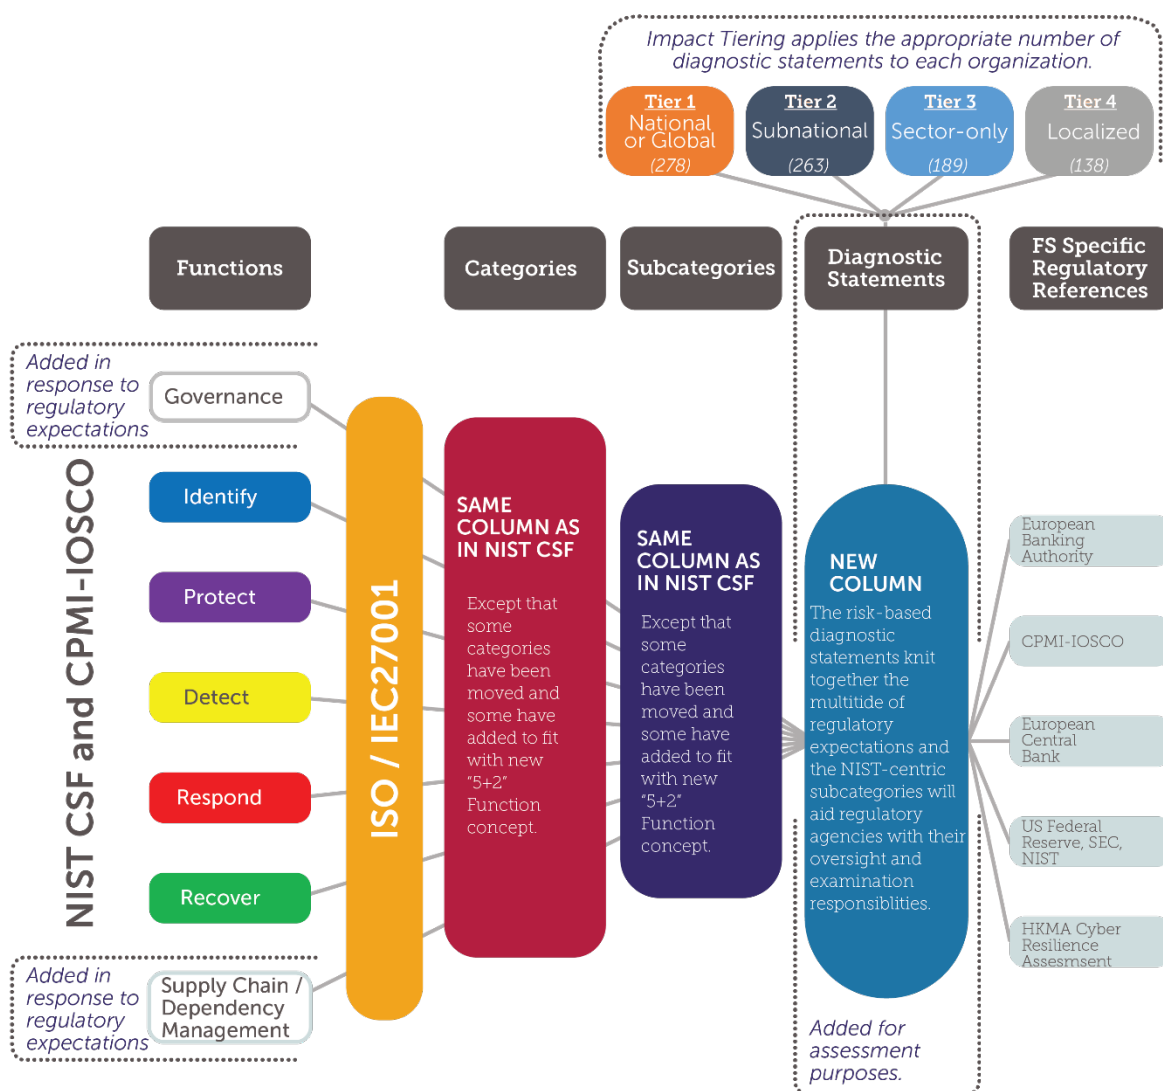 Impact Tiering applies the appropriate number of
diagnostic statements to each organization.
Tier 1
National
or Global
(278)
Tier 2
Subnational
(263)
Tier 3
Sector-only
(189)
Tier 4
Localized
(138)
Functions
Categories
Subcategories
Diagnostic
Statements
FS Specific
Regulatory
References
NIST CSF and CPMI-IOSCO
Added in
response to
regulatory
expectations
Governance
Identify
Protect
Detect
Respond
Recover
Added in
response to
regulatory
expectations
Supply Chain /
Dependency
Management
ISO / IEC27001
SAME
COLUMN AS
IN NIST CSF
Except that
some
categories
have been
moved and
some have
added to fit
with new
“5+2”
Function
concept.
SAME
COLUMN AS
IN NIST CSF
Except that
some
categories
have been
moved and
some have
added to fit
with new
“5+2”
Function
concept.
NEW
COLUMN
The risk-based
diagnostic
statements knit
together the
multitide of
regulatory
expectations and
the NIST-centric
subcategories will
aid regulatory
agencies with their
oversight and
examination
responsiblities.
Added for
assessment
purposes.
European
Banking
Authority
CPMI-IOSCO
European
Central
Bank
US Federal
Reserve, SEC,
NIST
HKMA Cyber
Resilience
Assesmsent